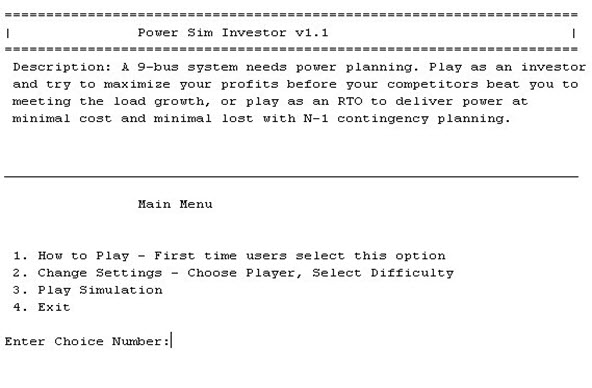 ================================================================
| Power Sim Investor v1.1 |
================================================================
Description: A 9-bus system needs power planning. Play as an investor
and try to maximize your profits before your competitors beat you to
meeting the load growth, or play as an RTO to deliver power at
minimal cost and minimal lost with N-1 contingency planning.
Main Menu
1. How to Play - First time users select this option
2. Change Settings - Choose Player, Select Difficulty
3. Play Simulation
4. Exit
Enter Choice Number: